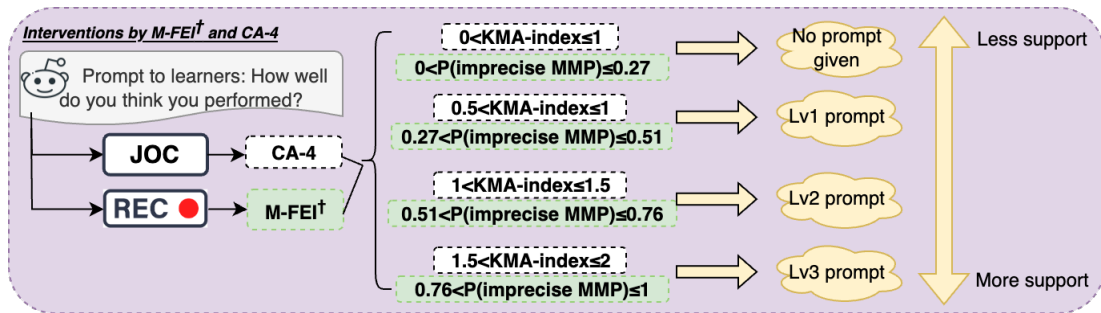 Interventions by M-FEI† and CA-4
Prompt to learners: How well
do you think you performed?
JOC
CA-4
REC
M-FEI†
0<KMA-index≤1
0<P(imprecise MMP)≤0.27
No prompt
given
0.5<KMA-index≤1
0.27<P(imprecise MMP)≤0.51
Lv1 prompt
1<KMA-index≤1.5
0.51<P(imprecise MMP)≤0.76
Lv2 prompt
1.5<KMA-index≤2
0.76<P(imprecise MMP)≤1
Lv3 prompt
Less support
More support